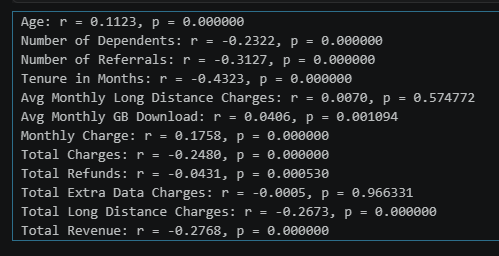 Age: r = 0.1123, p = 0.000000
Number of Dependents: r = -0.2322, p = 0.000000
Number of Referrals: r = -0.3127, p = 0.000000
Tenure in Months: r = -0.4323, p = 0.000000
Avg Monthly Long Distance Charges: r = 0.0070, p = 0.574772
Avg Monthly GB Download: r = 0.0406, p = 0.001094
Monthly Charge: r = 0.1758, p = 0.000000
Total Charges: r = -0.2480, p = 0.000000
Total Refunds: r = -0.0431, p = 0.000530
Total Extra Data Charges: r = -0.0005, p = 0.966331
Total Long Distance Charges: r = -0.2673, p = 0.000000
Total Revenue: r = -0.2768, p = 0.000000